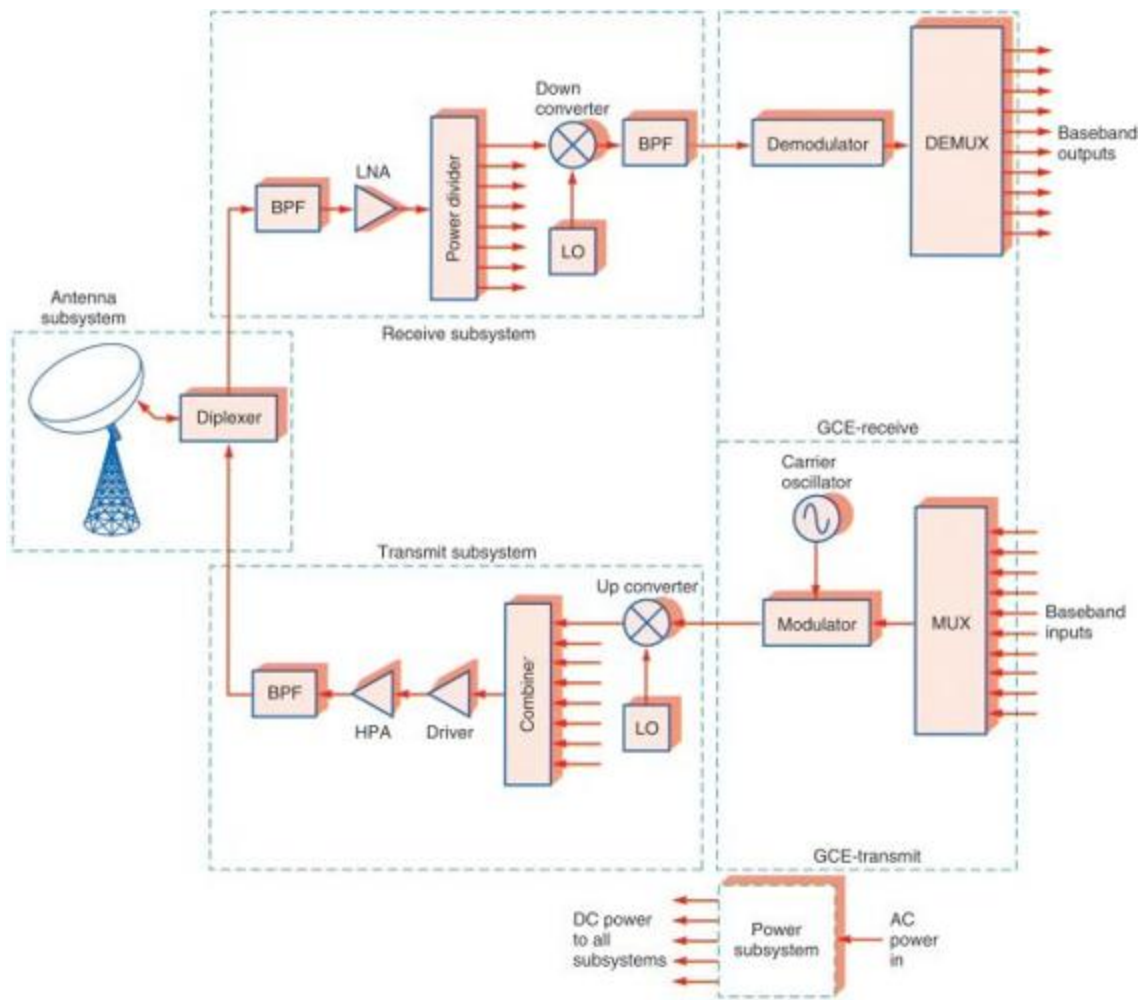 Down
converter
BPF
Demodulator
DEMUX
Baseband
outputs
LNA
BPF
Power divider
LO
Antenna
subsystem
Receive subsystem
Diplexer
GCE-receive
Carrier
oscillator
Transmit subsystem
Up converter
Modulator
MUX
Baseband
inputs
BPF
HPA
Driver
Combiner
LO
GCE-transmit
DC power
to all
subsystems
Power
subsystem
AC
power
in